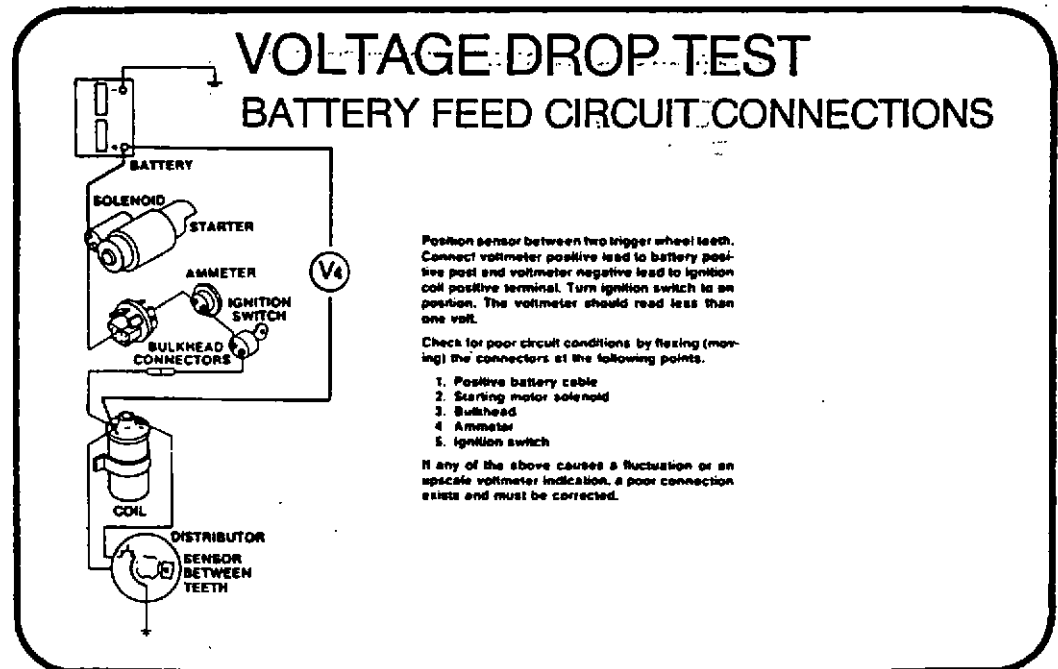 VOLTAGE DROP TEST
BATTERY FEED CIRCUIT CONNECTIONS
- 
+
BATTERY
SOLENOID
STARTER
V4
AMMETER
IGNITION
SWITCH
BULKHEAD
CONNECTORS
COIL
DISTRIBUTOR
SENSOR
BETWEEN
TEETH
Position sensor between two trigger wheel teeth.
Connect voltmeter positive lead to battery posi-
tive post and voltmeter negative lead to ignition
coil positive terminal. Turn ignition switch to on
position. The voltmeter should read less than
one volt.
Check for poor circuit conditions by flexing (mov-
ing) the connectors at the following points.
1. Positive battery cable
2. Starting motor solenoid
3. Bulkhead
4 Ammeter
5. Ignition switch
If any of the above causes a fluctuation or an
upscale voltmeter indication, a poor connection
exists and must be corrected.